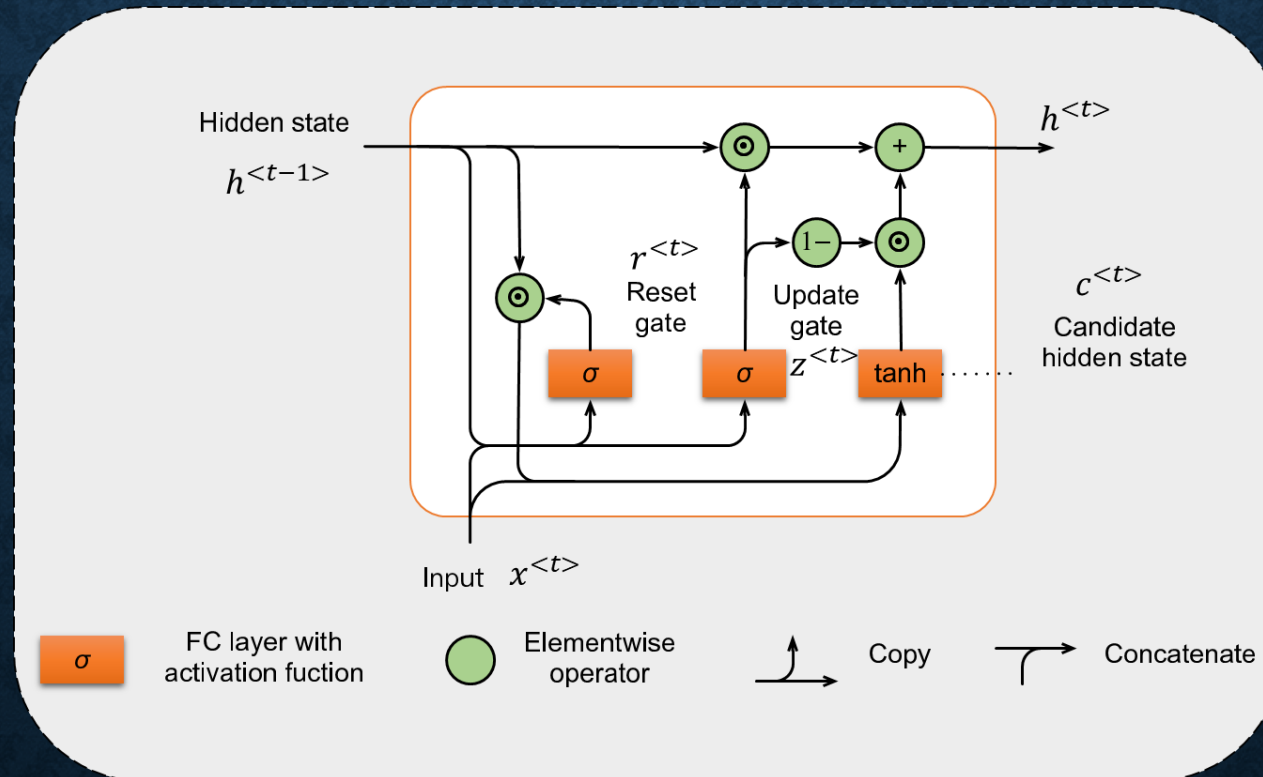 Hidden state
h^{<t−1>}
⊙
+
h^{<t>}
1−
⊙
r^{<t>}
Reset
gate
Update
gate
z^{<t>}
c^{<t>}
Candidate
hidden state
⊙
σ
σ
tanh
Input x^{<t>}
σ
FC layer with
activation fuction
Elementwise
operator
Copy
Concatenate